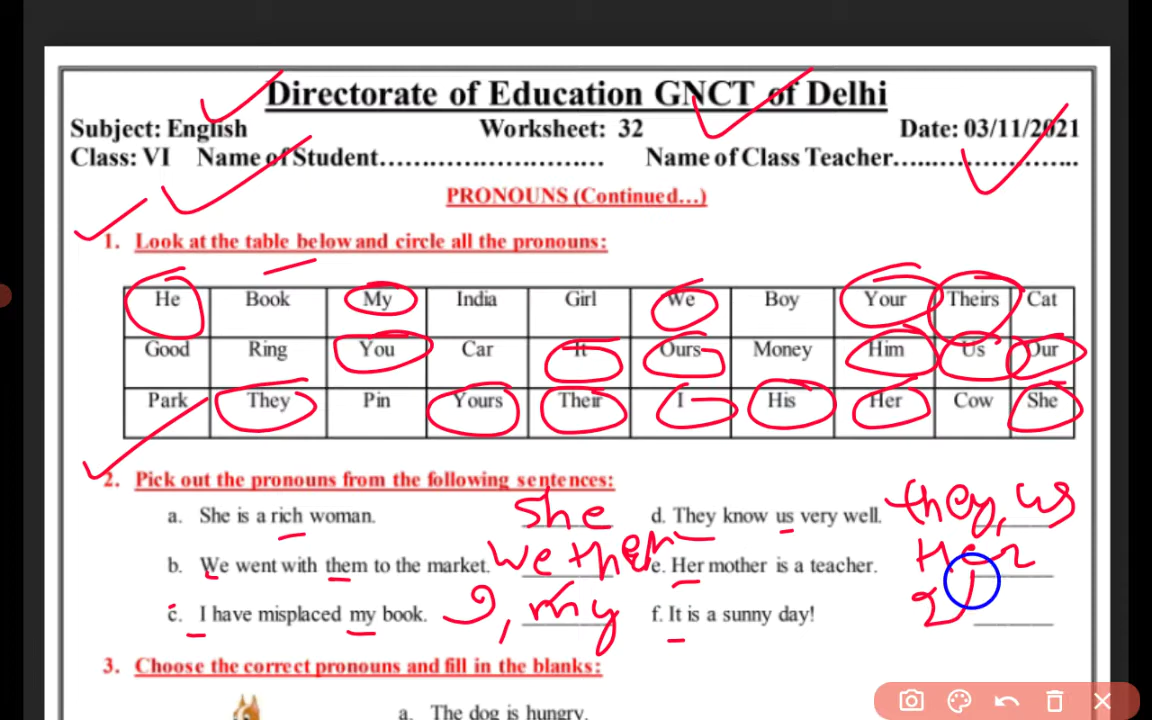 Directorate of Education GNCT of Delhi
Subject: English Worksheet: 32 Date: 03/11/2021
Class: VI Name of Student………………………… Name of Class Teacher…………………..
PRONOUNS (Continued…)
1. Look at the table below and circle all the pronouns:
He Book My India Girl We Boy Your Theirs Cat
Good Ring You Car It Ours Money Him Us Our
Park They Pin Yours Their I His Her Cow She
2. Pick out the pronouns from the following sentences:
a. She is a rich woman. she d. They know us very well. they, us
b. We went with them to the market. we them e. Her mother is a teacher. Her
c. I have misplaced my book. I, my f. It is a sunny day!
3. Choose the correct pronouns and fill in the blanks:
a. The dog is hungry.